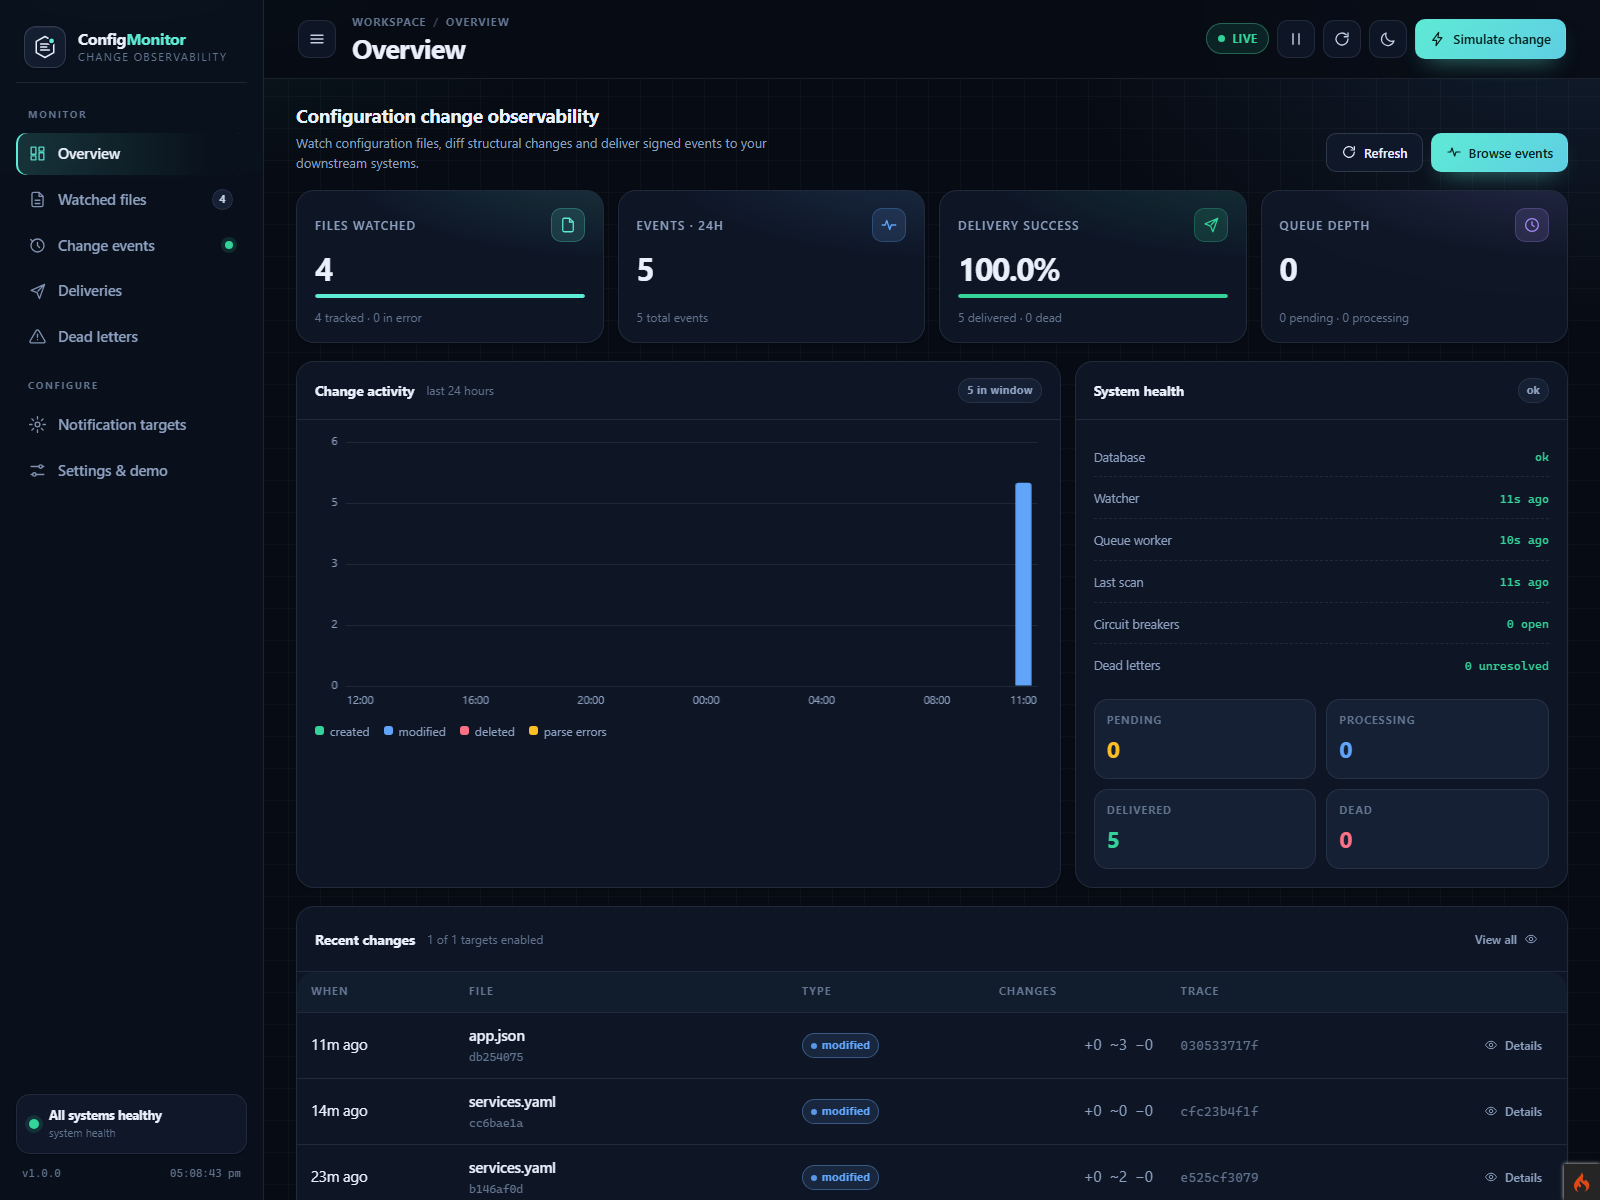 ConfigMonitor
CHANGE OBSERVABILITY
MONITOR
Overview
Watched files
4
Change events
Deliveries
Dead letters
CONFIGURE
Notification targets
Settings & demo
All systems healthy
system health
v1.0.0
05:08:43 pm
WORKSPACE / OVERVIEW
Overview
LIVE
Simulate change
Configuration change observability
Watch configuration files, diff structural changes and deliver signed events to your
downstream systems.
Refresh
Browse events
FILES WATCHED
4
4 tracked · 0 in error
EVENTS · 24H
5
5 total events
DELIVERY SUCCESS
100.0%
5 delivered · 0 dead
QUEUE DEPTH
0
0 pending · 0 processing
Change activity last 24 hours
5 in window
6
5
3
2
0
12:00 16:00 20:00 00:00 04:00 08:00 11:00
created modified deleted parse errors
System health
ok
Database ok
Watcher 11s ago
Queue worker 10s ago
Last scan 11s ago
Circuit breakers 0 open
Dead letters 0 unresolved
PENDING
0
PROCESSING
0
DELIVERED
5
DEAD
0
Recent changes 1 of 1 targets enabled
View all
WHEN FILE TYPE CHANGES TRACE
11m ago app.json modified +0 ~3 −0 030533717f Details
db254075
14m ago services.yaml modified +0 ~0 −0 cfc23b4f1f Details
cc6bae1a
23m ago services.yaml modified +0 ~2 −0 e525cf3079 Details
b146af0d